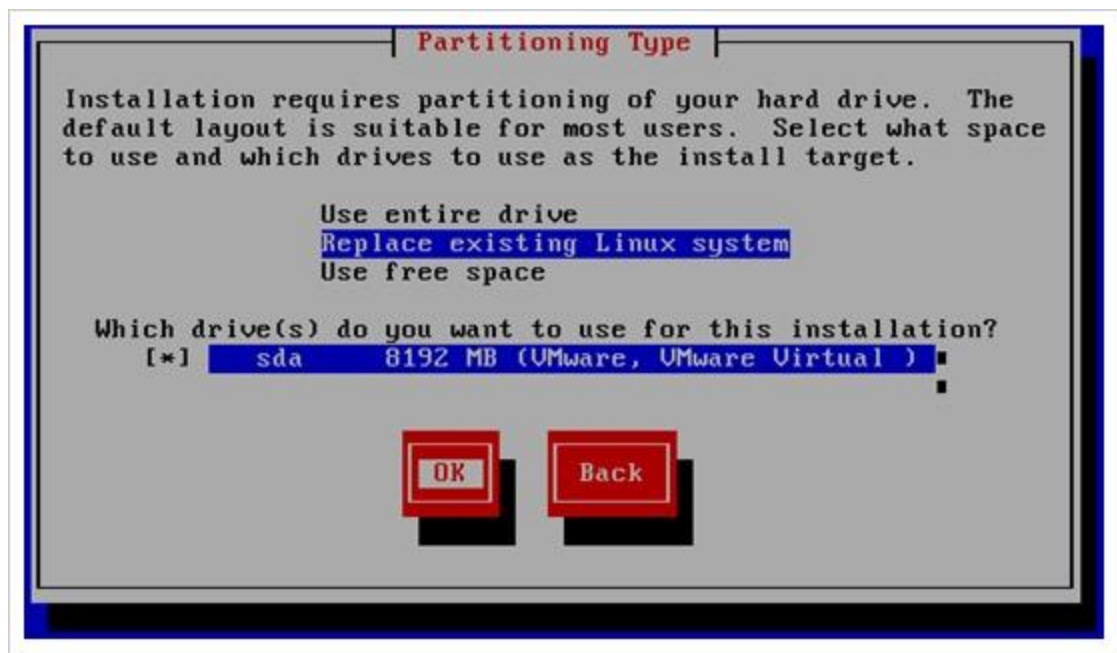 Partitioning Type
Installation requires partitioning of your hard drive.  The
default layout is suitable for most users.  Select what space
to use and which drives to use as the install target.
Use entire drive
Replace existing Linux system
Use free space
Which drive(s) do you want to use for this installation?
[*]    sda     8192 MB (VMware, VMware Virtual )
OK    Back